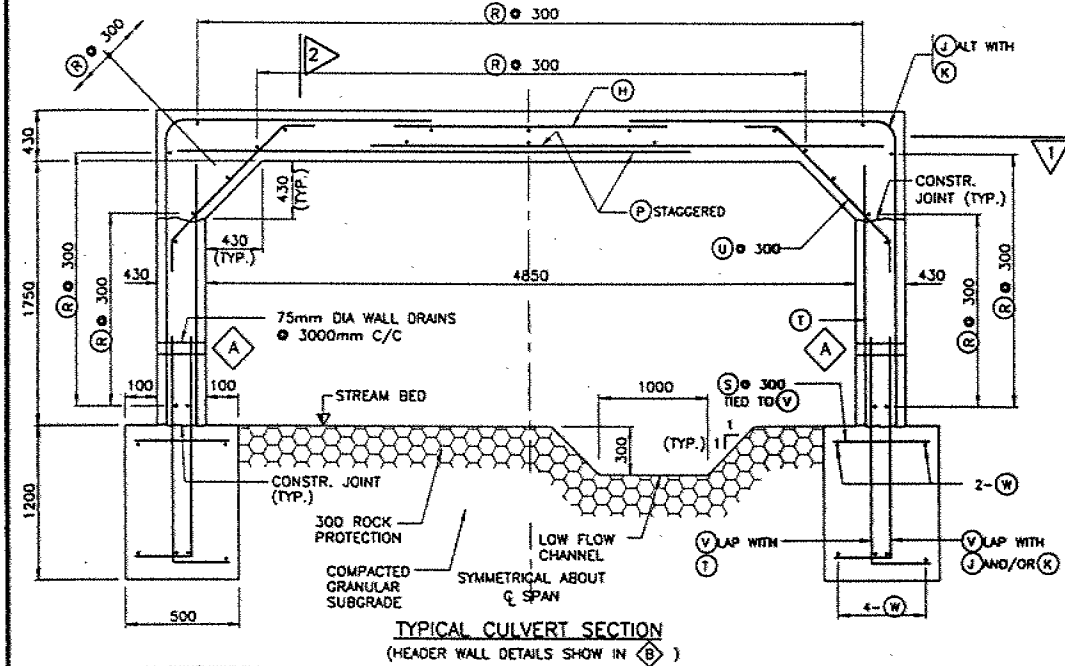 Ⓡ @ 300
Ⓡ @ 300
2
Ⓡ @ 300
Ⓙ ALT WITH
Ⓚ
Ⓗ
430
1
430
(TYP.)
CONSTR.
JOINT (TYP.)
Ⓟ STAGGERED
430
(TYP.)
Ⓤ @ 300
430
4850
430
1750
Ⓡ @ 300
Ⓡ @ 300
75mm DIA WALL DRAINS
@ 3000mm C/C
A
Ⓣ
A
Ⓡ @ 300
Ⓡ @ 300
100
100
STREAM BED
1000
Ⓢ @ 300
TIED TO Ⓥ
(TYP.) 1
1
300
1200
CONSTR. JOINT
(TYP.)
2-Ⓦ
300 ROCK
PROTECTION
LOW FLOW
CHANNEL
Ⓥ LAP WITH
Ⓣ
Ⓥ LAP WITH
Ⓙ AND/OR Ⓚ
COMPACTED
GRANULAR
SUBGRADE
SYMMETRICAL ABOUT
℄ SPAN
500
4-Ⓦ
TYPICAL CULVERT SECTION
(HEADER WALL DETAILS SHOW IN B )